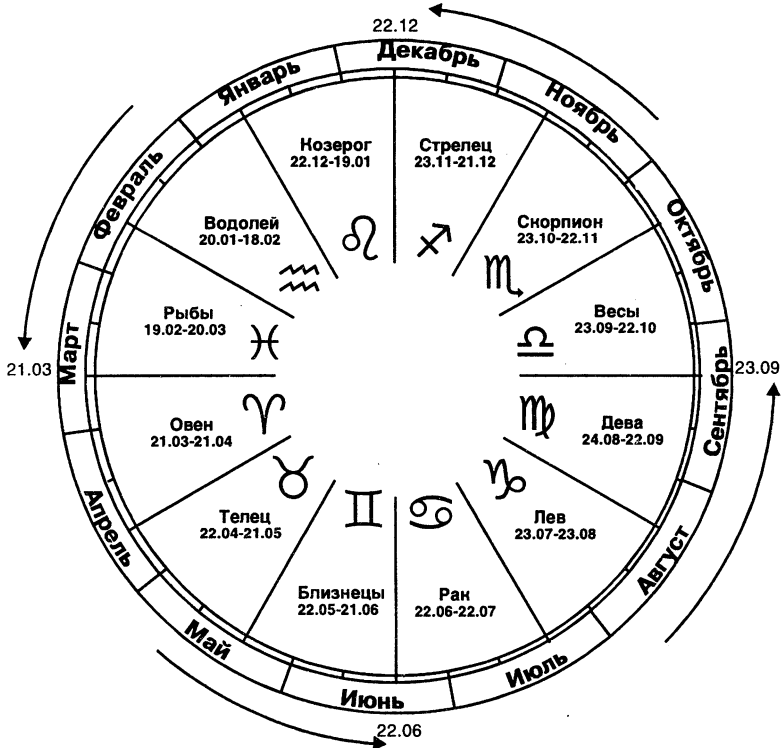 22.12
Декабрь
Ноябрь
Октябрь
Сентябрь
Август
Июль
Июнь
Май
Апрель
Март
Февраль
Январь
23.09
22.06
21.03
Козерог
22.12-19.01
Стрелец
23.11-21.12
Скорпион
23.10-22.11
Весы
23.09-22.10
Дева
24.08-22.09
Лев
23.07-23.08
Рак
22.06-22.07
Близнецы
22.05-21.06
Телец
22.04-21.05
Овен
21.03-21.04
Рыбы
19.02-20.03
Водолей
20.01-18.02